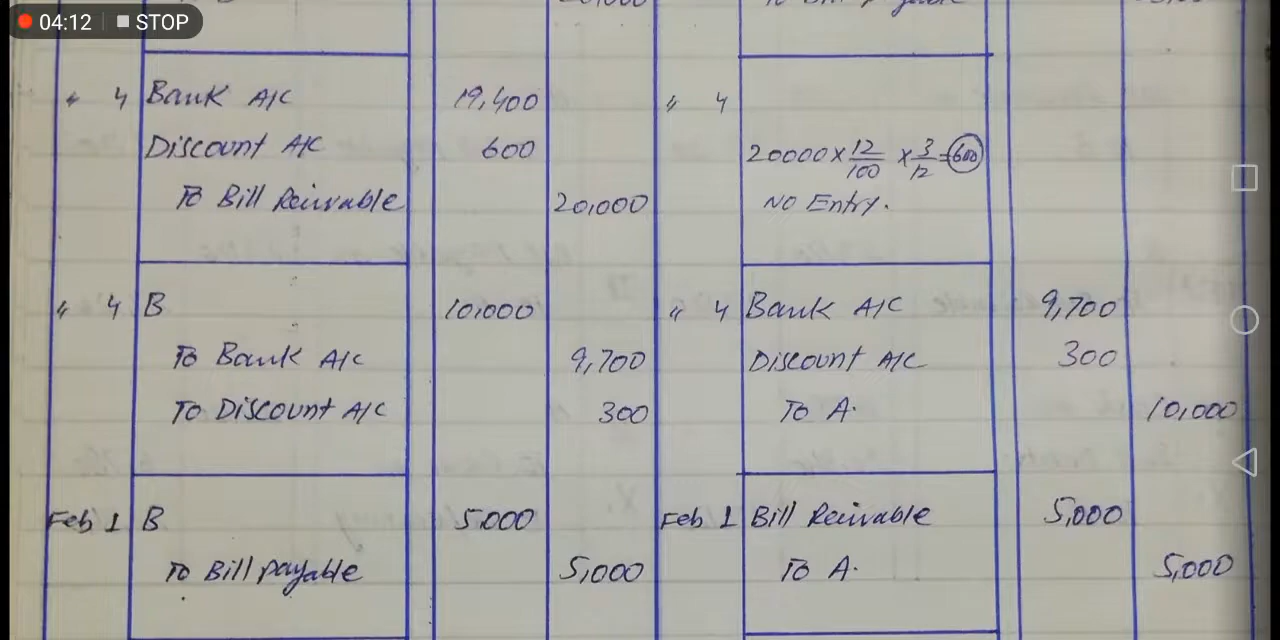 04:12 STOP
" 4 Bank A/C 19,400
Discount A/C 600
To Bill Reivable 20,000
" 4
20000 × 12/100 × 3/12 = 600
NO Entry.
" 4 B 10,000
To Bank A/C 9,700
To Discount A/C 300
" 4 Bank A/C 9,700
Discount A/C 300
To A. 10,000
Feb 1 B 5,000
To Bill payable 5,000
Feb 1 Bill Reivable 5,000
To A. 5,000